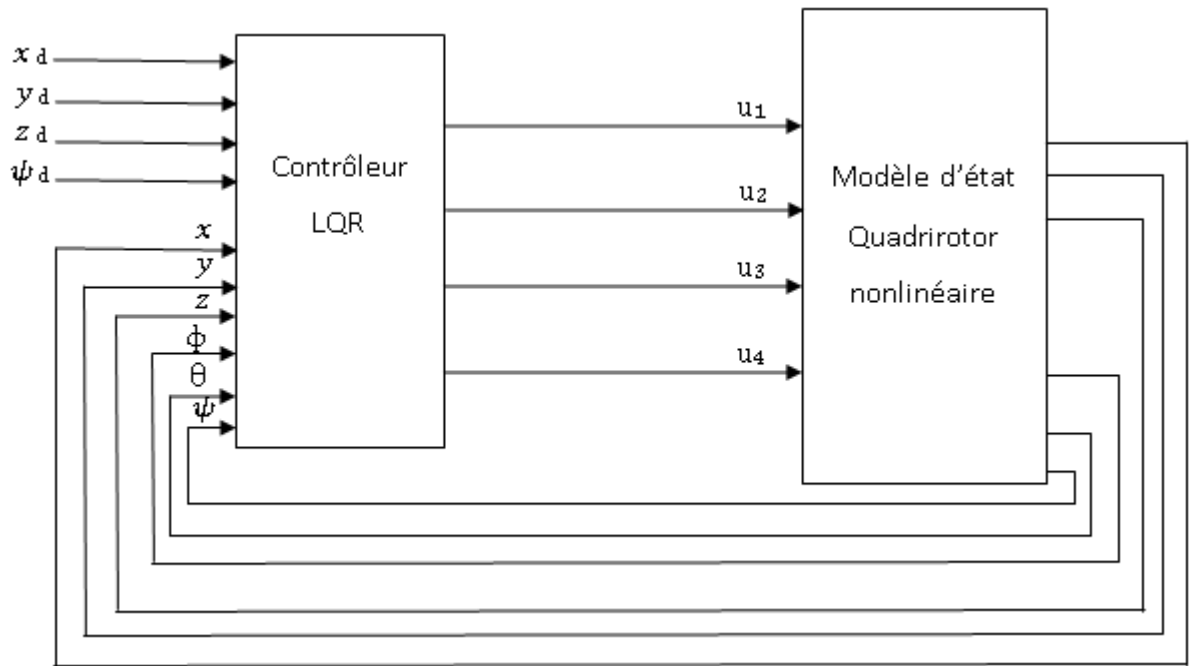 x d
y d
z d
ψ d
x
y
z
ϕ
θ
ψ
Contrôleur
LQR
u1
u2
u3
u4
Modèle d'état
Quadrirotor
nonlinéaire